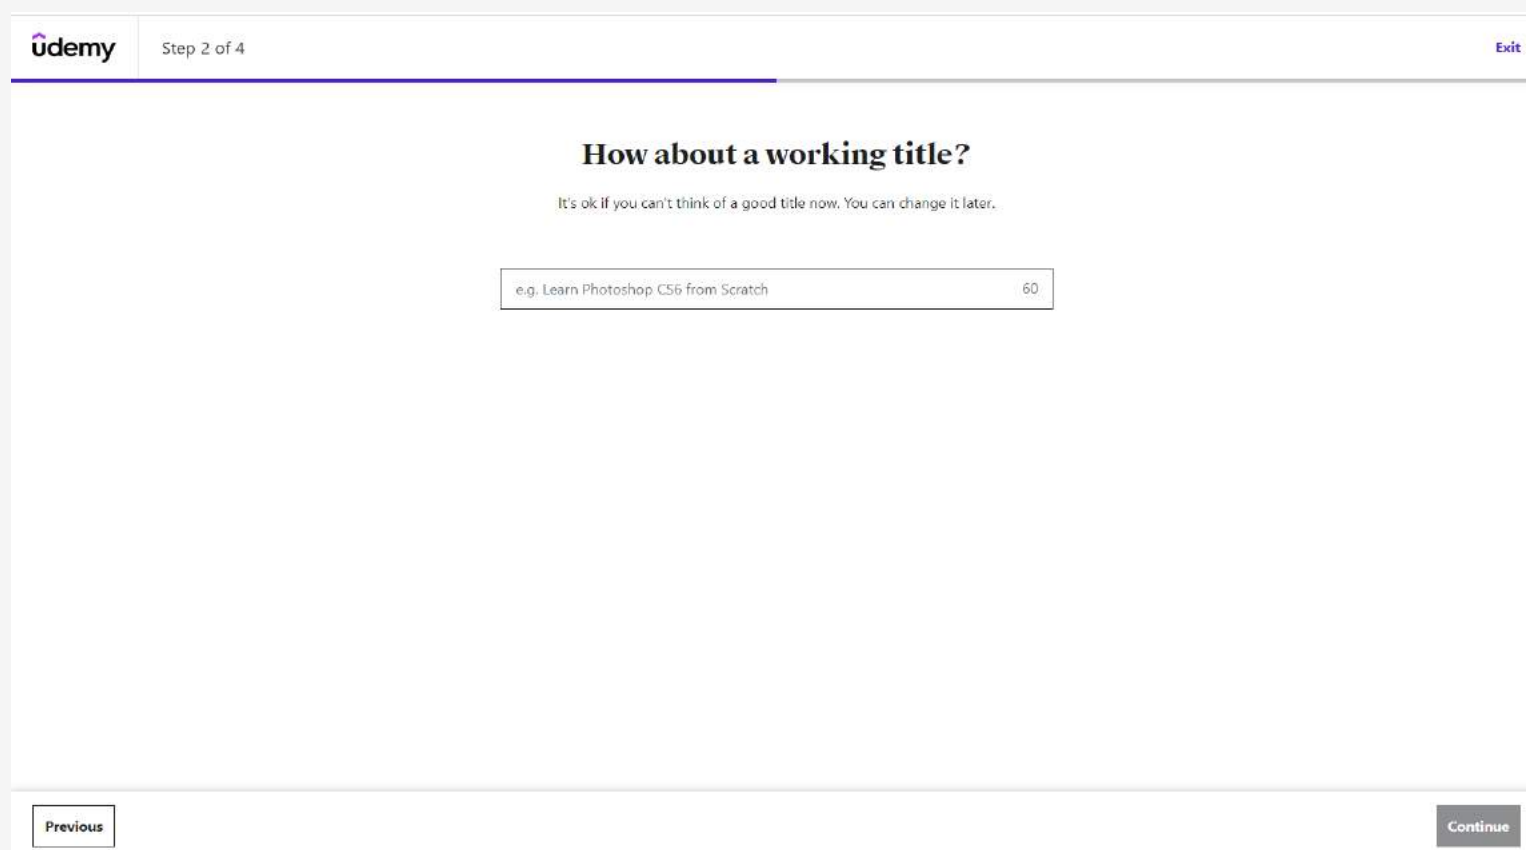 udemy
Step 2 of 4
Exit
How about a working title?
It's ok if you can't think of a good title now. You can change it later.
e.g. Learn Photoshop CS6 from Scratch
60
Previous
Continue